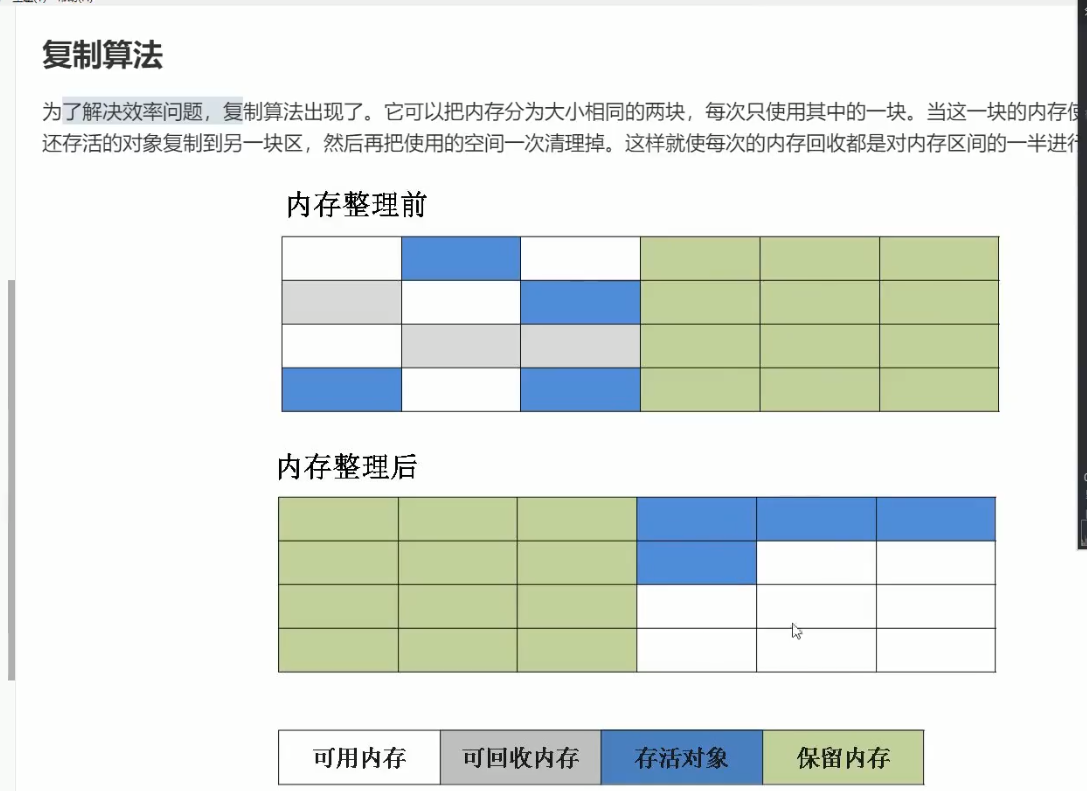 复制算法
为了解决效率问题，复制算法出现了。它可以把内存分为大小相同的两块，每次只使用其中的一块。当这一块的内存使
还存活的对象复制到另一块区，然后再把使用的空间一次清理掉。这样就使每次的内存回收都是对内存区间的一半进行
内存整理前
内存整理后
可用内存 可回收内存 存活对象 保留内存